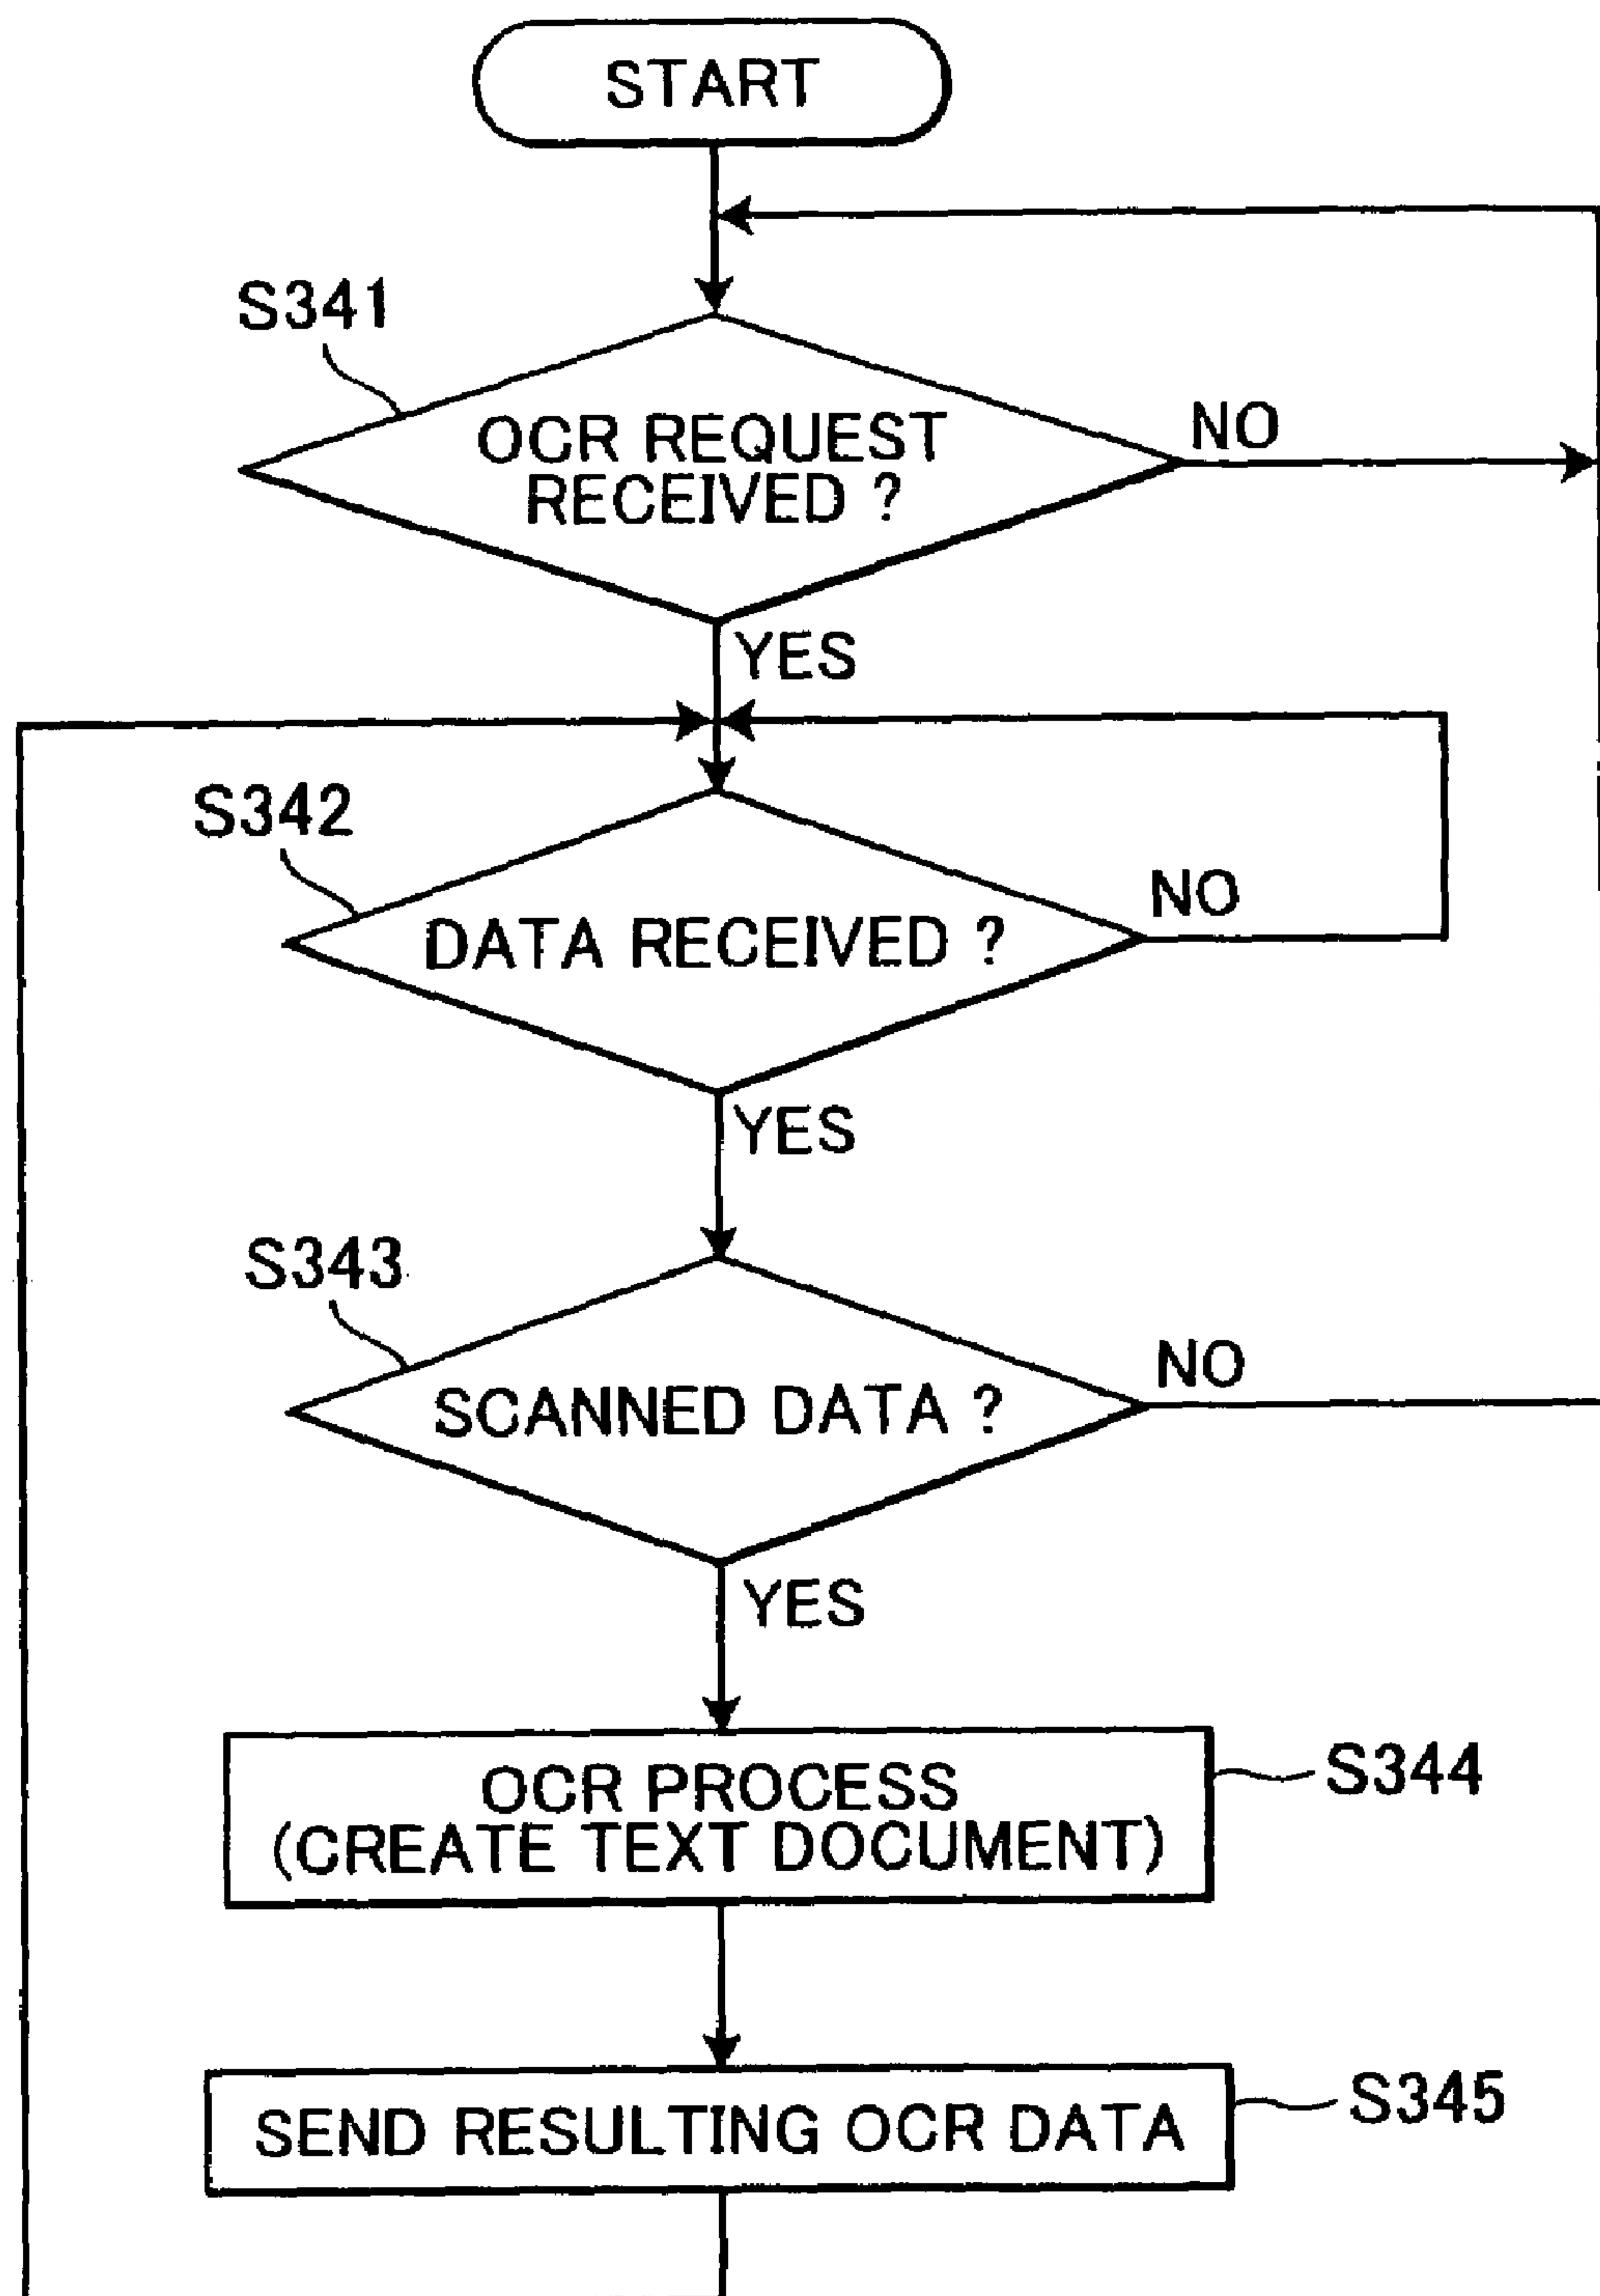 START
S341
OCR REQUEST
RECEIVED ?
NO
YES
S342
DATA RECEIVED ?
NO
YES
S343
SCANNED DATA ?
NO
YES
OCR PROCESS
(CREATE TEXT DOCUMENT)
S344
SEND RESULTING OCR DATA
S345